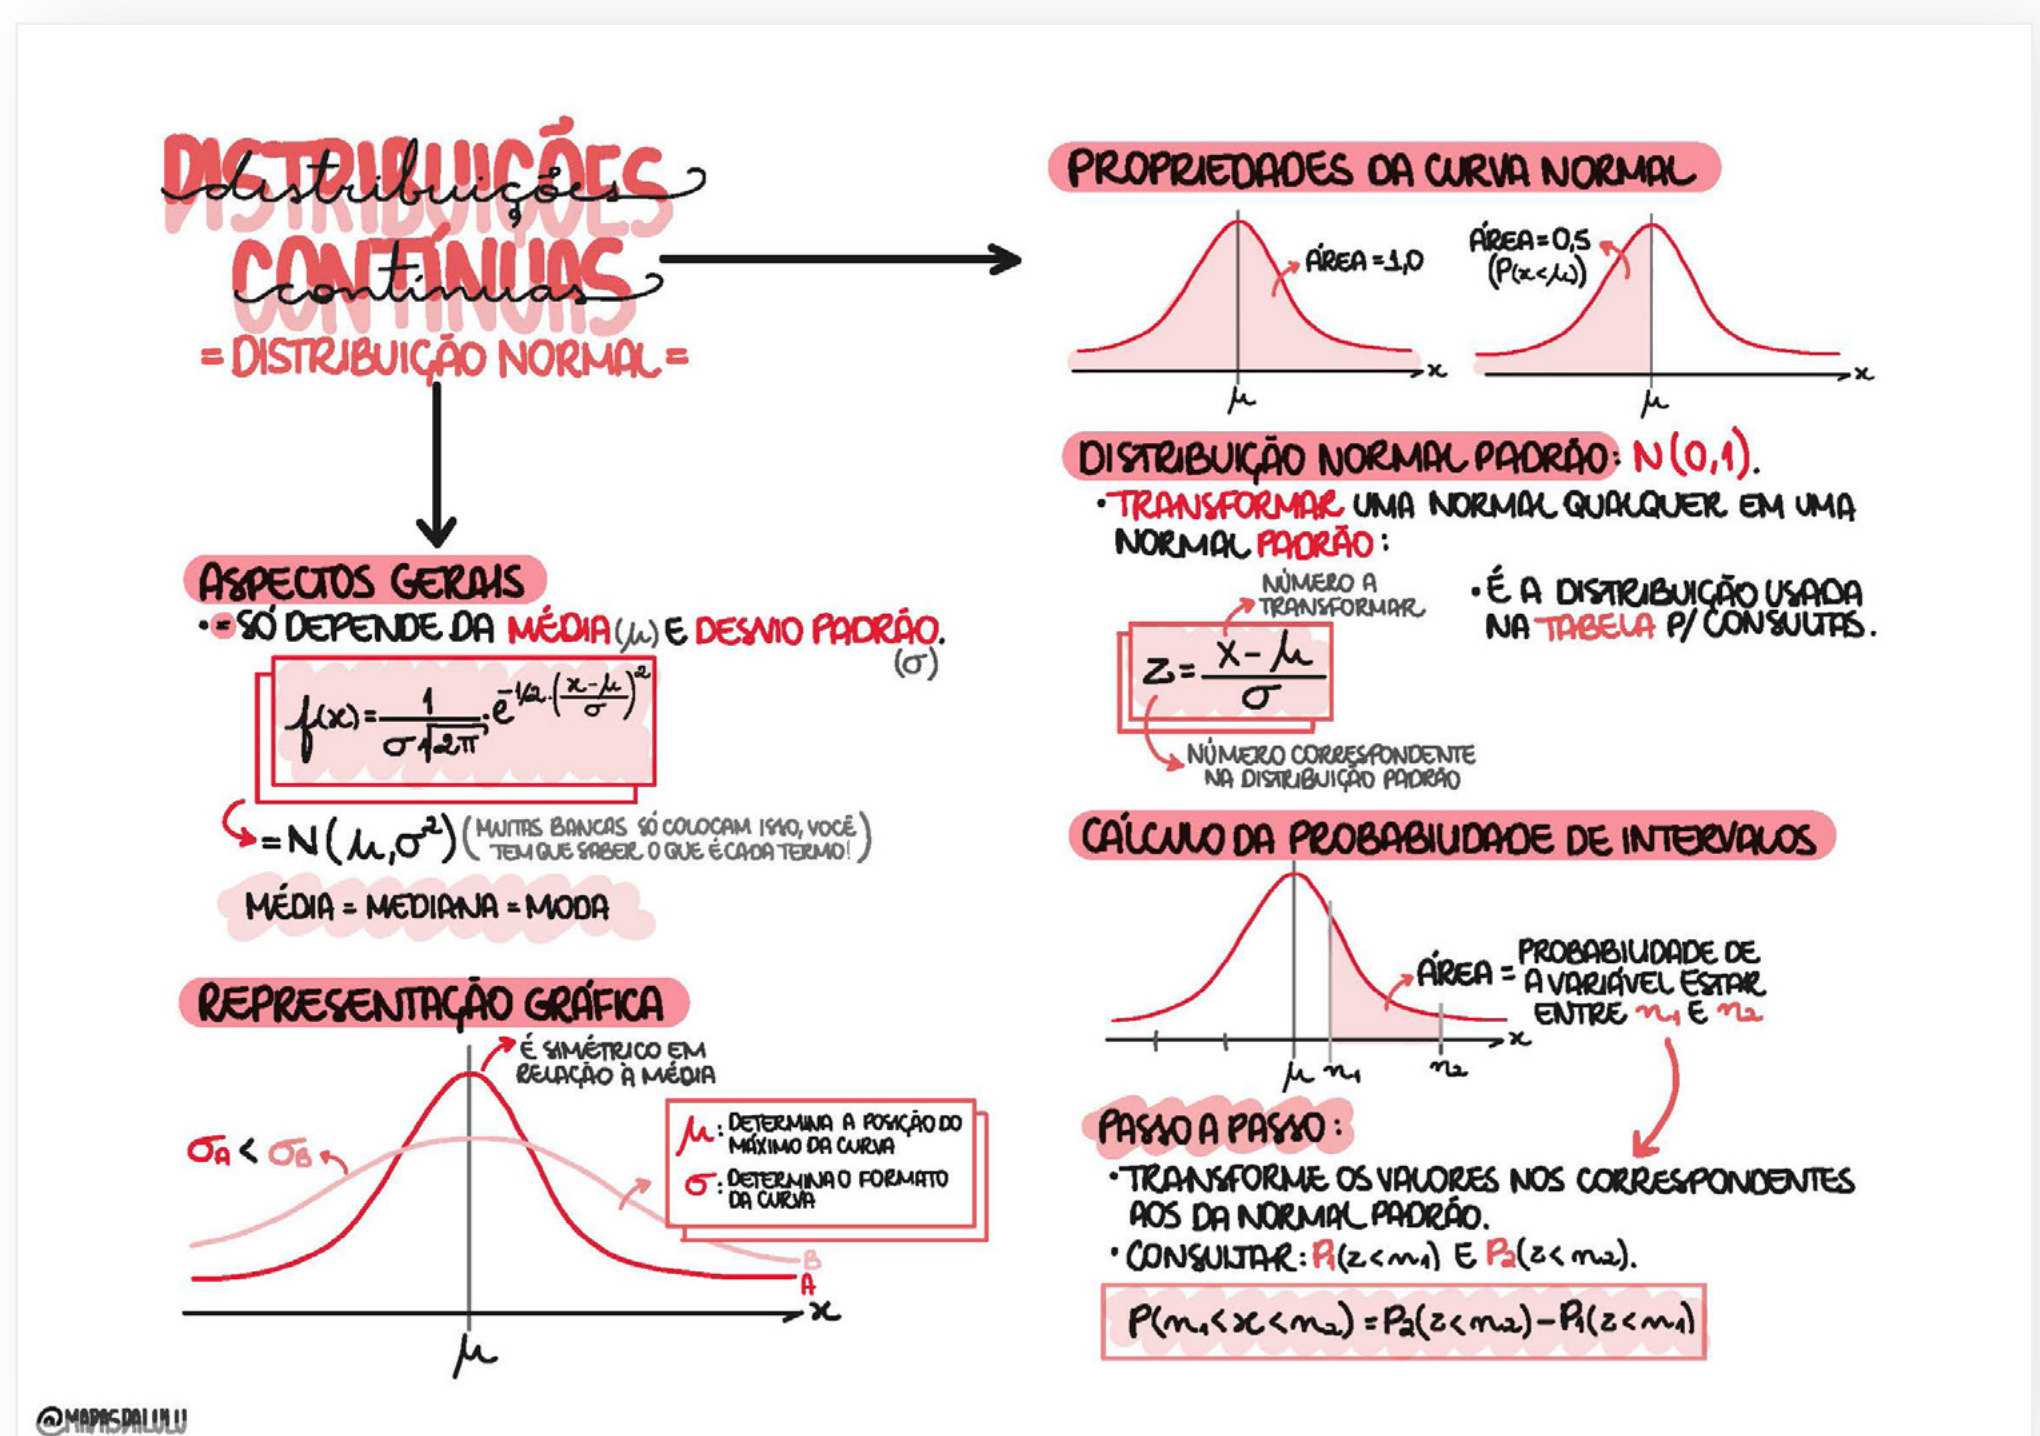 DISTRIBUIÇÕES
distribuições
CONTÍNUAS
contínuas
= DISTRIBUIÇÃO NORMAL =
ASPECTOS GERAIS
• = SÓ DEPENDE DA MÉDIA (μ) E DESVIO PADRÃO.
(σ)
f(x) = 1/(σ√2π) · e^-1/2·((x-μ)/σ)^2
= N(μ,σ²) (MUITAS BANCAS SÓ COLOCAM ISSO, VOCÊ
TEM QUE SABER O QUE É CADA TERMO!)
MÉDIA = MEDIANA = MODA
REPRESENTAÇÃO GRÁFICA
É SIMÉTRICO EM
RELAÇÃO À MÉDIA
σA < σB
μ: DETERMINA A POSIÇÃO DO
MÁXIMO DA CURVA
σ: DETERMINA O FORMATO
DA CURVA
B
A
x
μ
PROPRIEDADES DA CURVA NORMAL
ÁREA = 1,0
x
μ
ÁREA = 0,5
(P(x<μ))
x
μ
DISTRIBUIÇÃO NORMAL PADRÃO: N(0,1).
• TRANSFORMAR UMA NORMAL QUALQUER EM UMA
NORMAL PADRÃO:
NÚMERO A
TRANSFORMAR
Z = (X-μ)/σ
NÚMERO CORRESPONDENTE
NA DISTRIBUIÇÃO PADRÃO
• É A DISTRIBUIÇÃO USADA
NA TABELA P/ CONSULTAS.
CÁLCULO DA PROBABILIDADE DE INTERVALOS
ÁREA = PROBABILIDADE DE
A VARIÁVEL ESTAR
ENTRE n1 E n2
x
μ n1 n2
PASSO A PASSO:
• TRANSFORME OS VALORES NOS CORRESPONDENTES
AOS DA NORMAL PADRÃO.
• CONSULTAR: P1(z<n1) E P2(z<n2).
P(n1<x<n2) = P2(z<n2) - P1(z<n1)
@MAPASDALULU